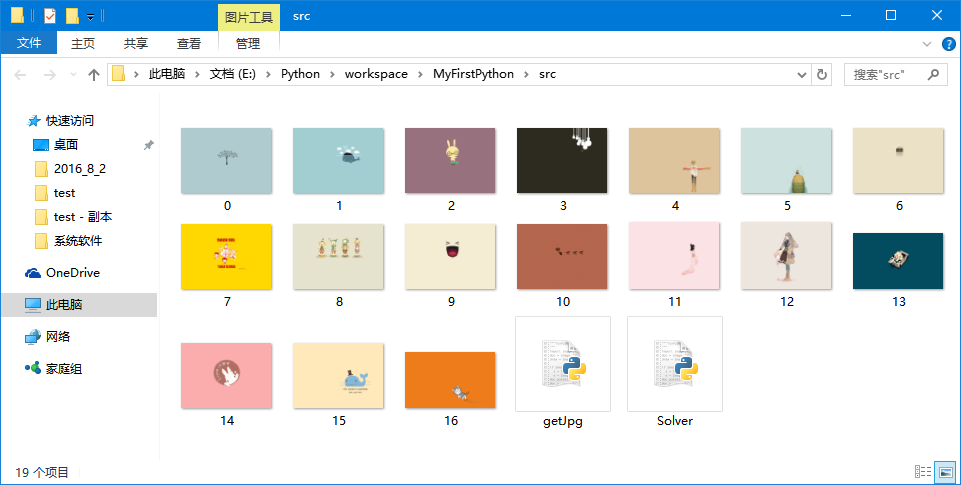 图片工具 src
文件 主页 共享 查看 管理
此电脑 文档 (E:) Python workspace MyFirstPython src 搜索"src"
快速访问
桌面
2016_8_2
test
test - 副本
系统软件
OneDrive
此电脑
网络
家庭组
0 1 2 3 4 5 6
7 8 9 10 11 12 13
14 15 16 getJpg Solver
19 个项目